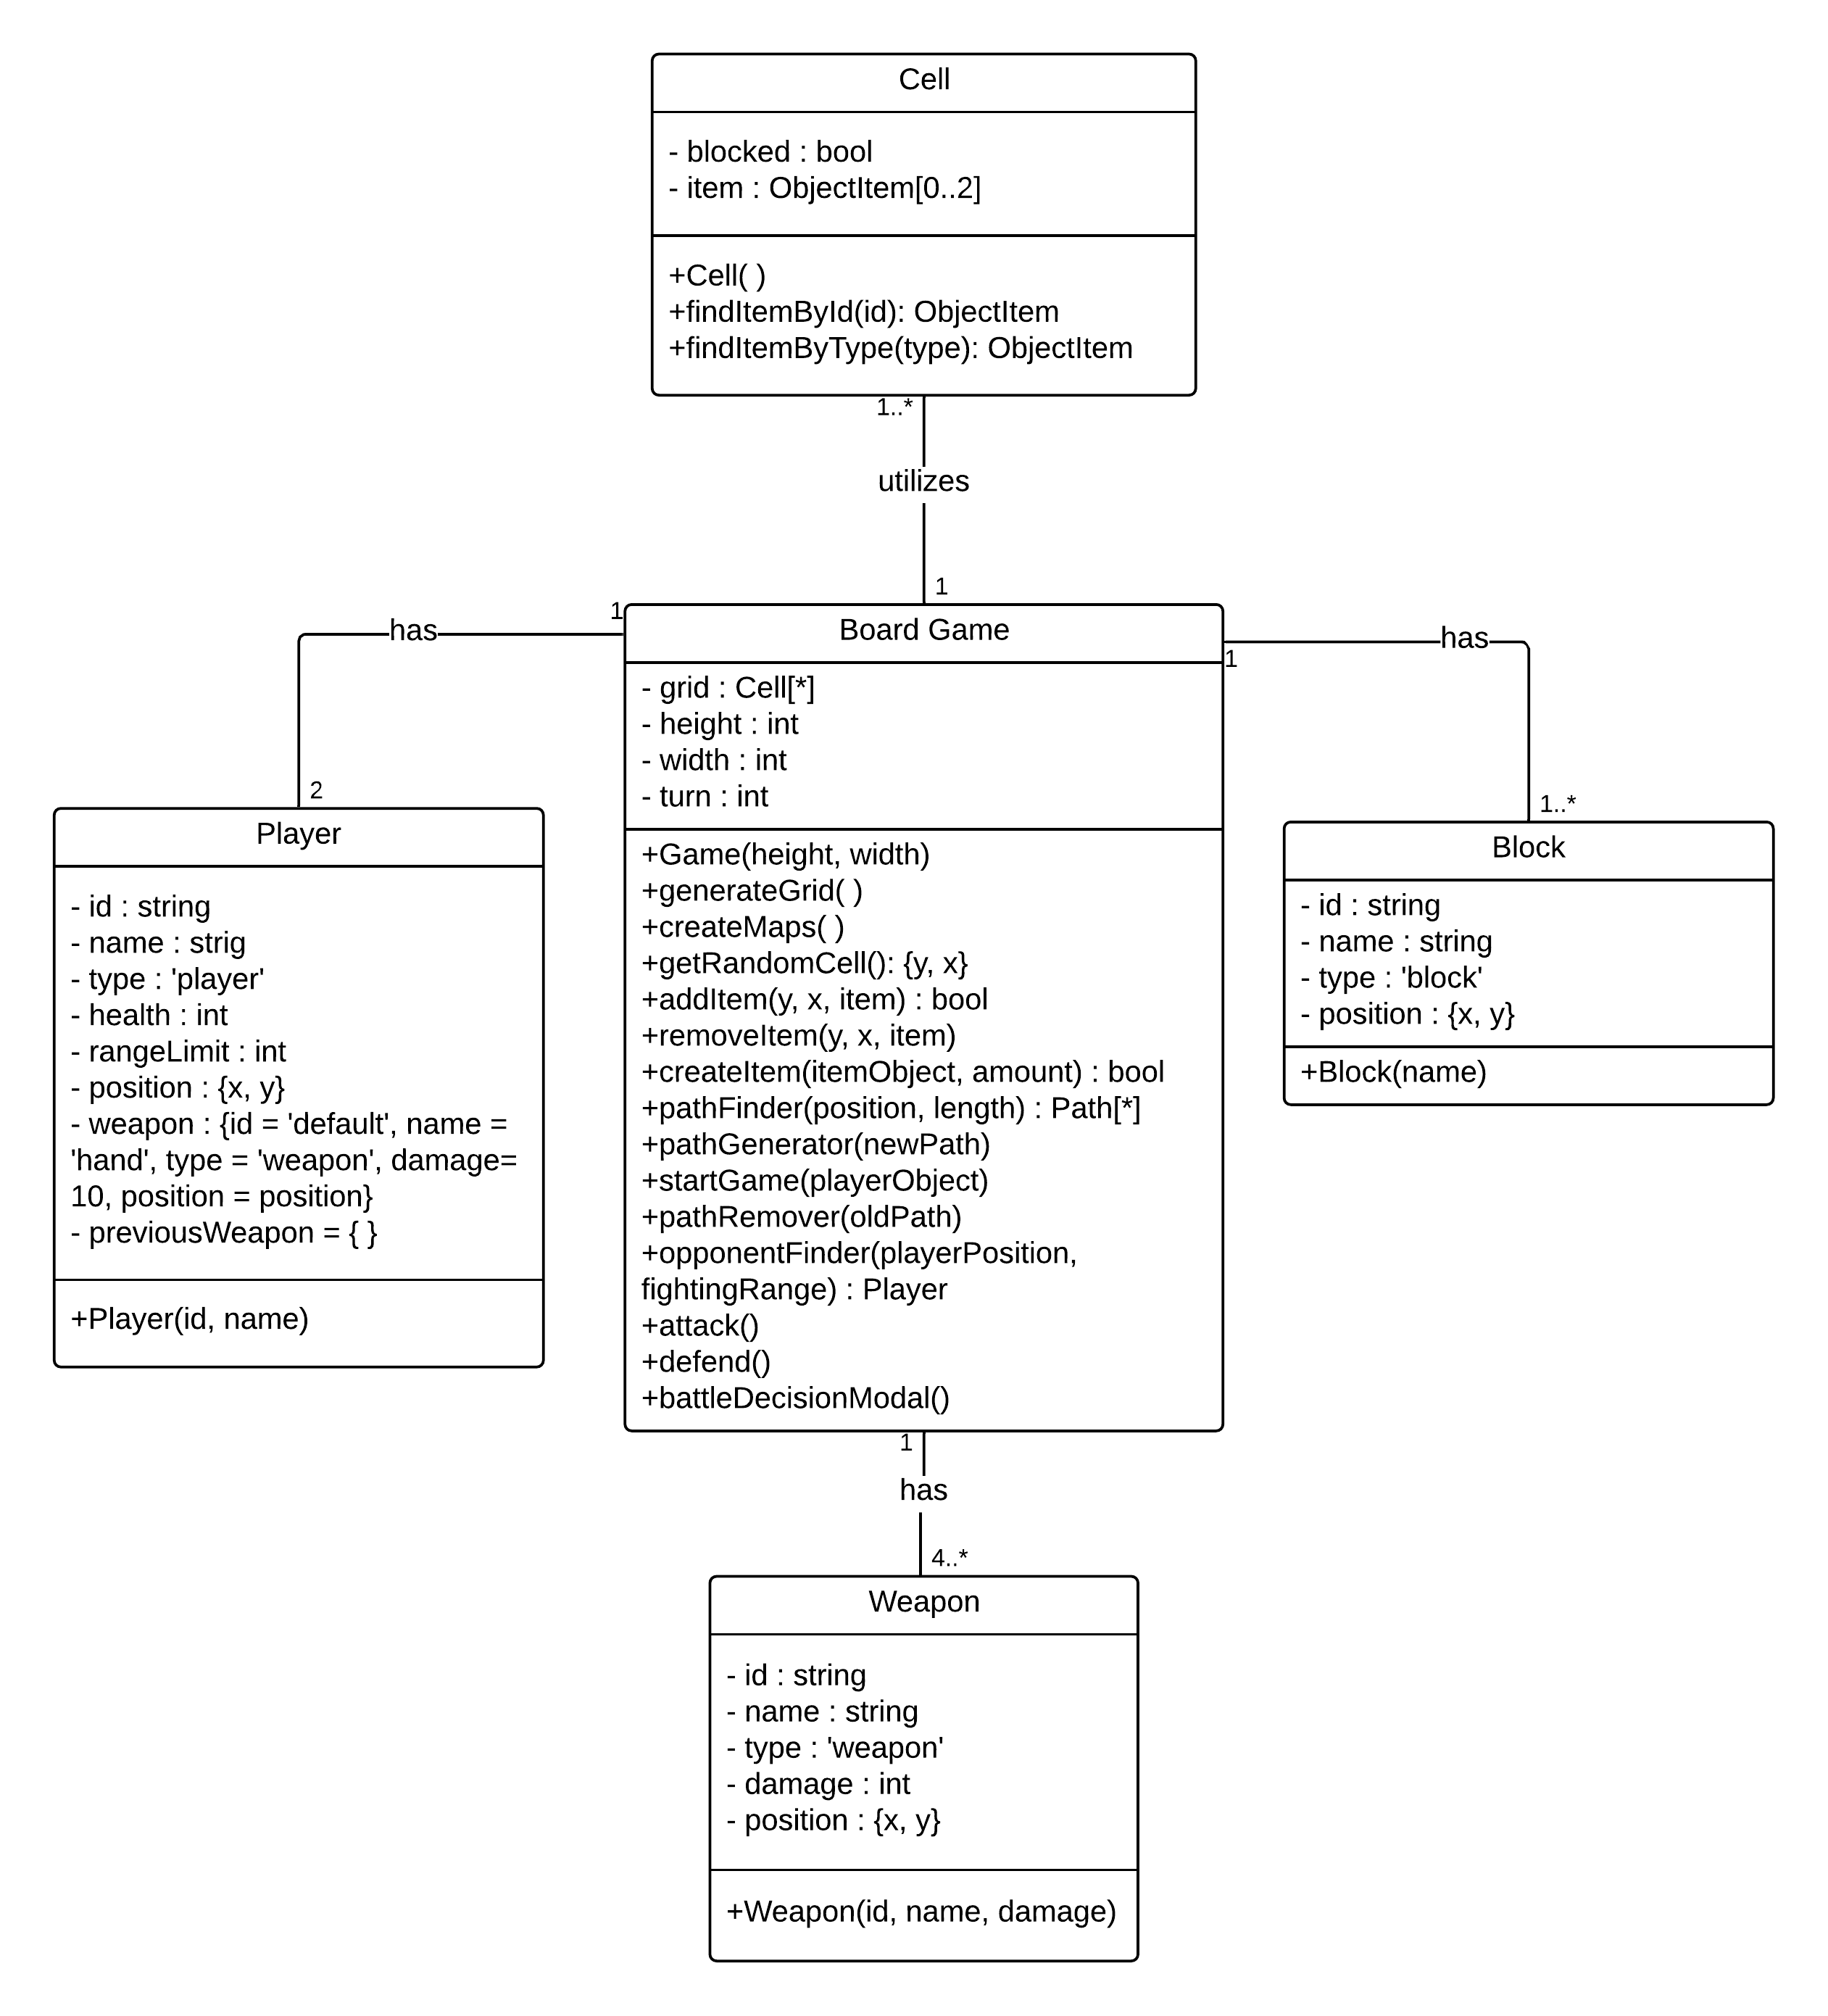 Cell
- blocked : bool
- item : ObjectItem[0..2]
+Cell( )
+findItemById(id): ObjectItem
+findItemByType(type): ObjectItem
1..*
utilizes
1
1
has
2
Board Game
- grid : Cell[*]
- height : int
- width : int
- turn : int
+Game(height, width)
+generateGrid( )
+createMaps( )
+getRandomCell(): {y, x}
+addItem(y, x, item) : bool
+removeItem(y, x, item)
+createItem(itemObject, amount) : bool
+pathFinder(position, length) : Path[*]
+pathGenerator(newPath)
+startGame(playerObject)
+pathRemover(oldPath)
+opponentFinder(playerPosition,
fightingRange) : Player
+attack()
+defend()
+battleDecisionModal()
has
1
1..*
Player
- id : string
- name : strig
- type : 'player'
- health : int
- rangeLimit : int
- position : {x, y}
- weapon : {id = 'default', name =
'hand', type = 'weapon', damage=
10, position = position}
- previousWeapon = { }
+Player(id, name)
Block
- id : string
- name : string
- type : 'block'
- position : {x, y}
+Block(name)
1
has
4..*
Weapon
- id : string
- name : string
- type : 'weapon'
- damage : int
- position : {x, y}
+Weapon(id, name, damage)